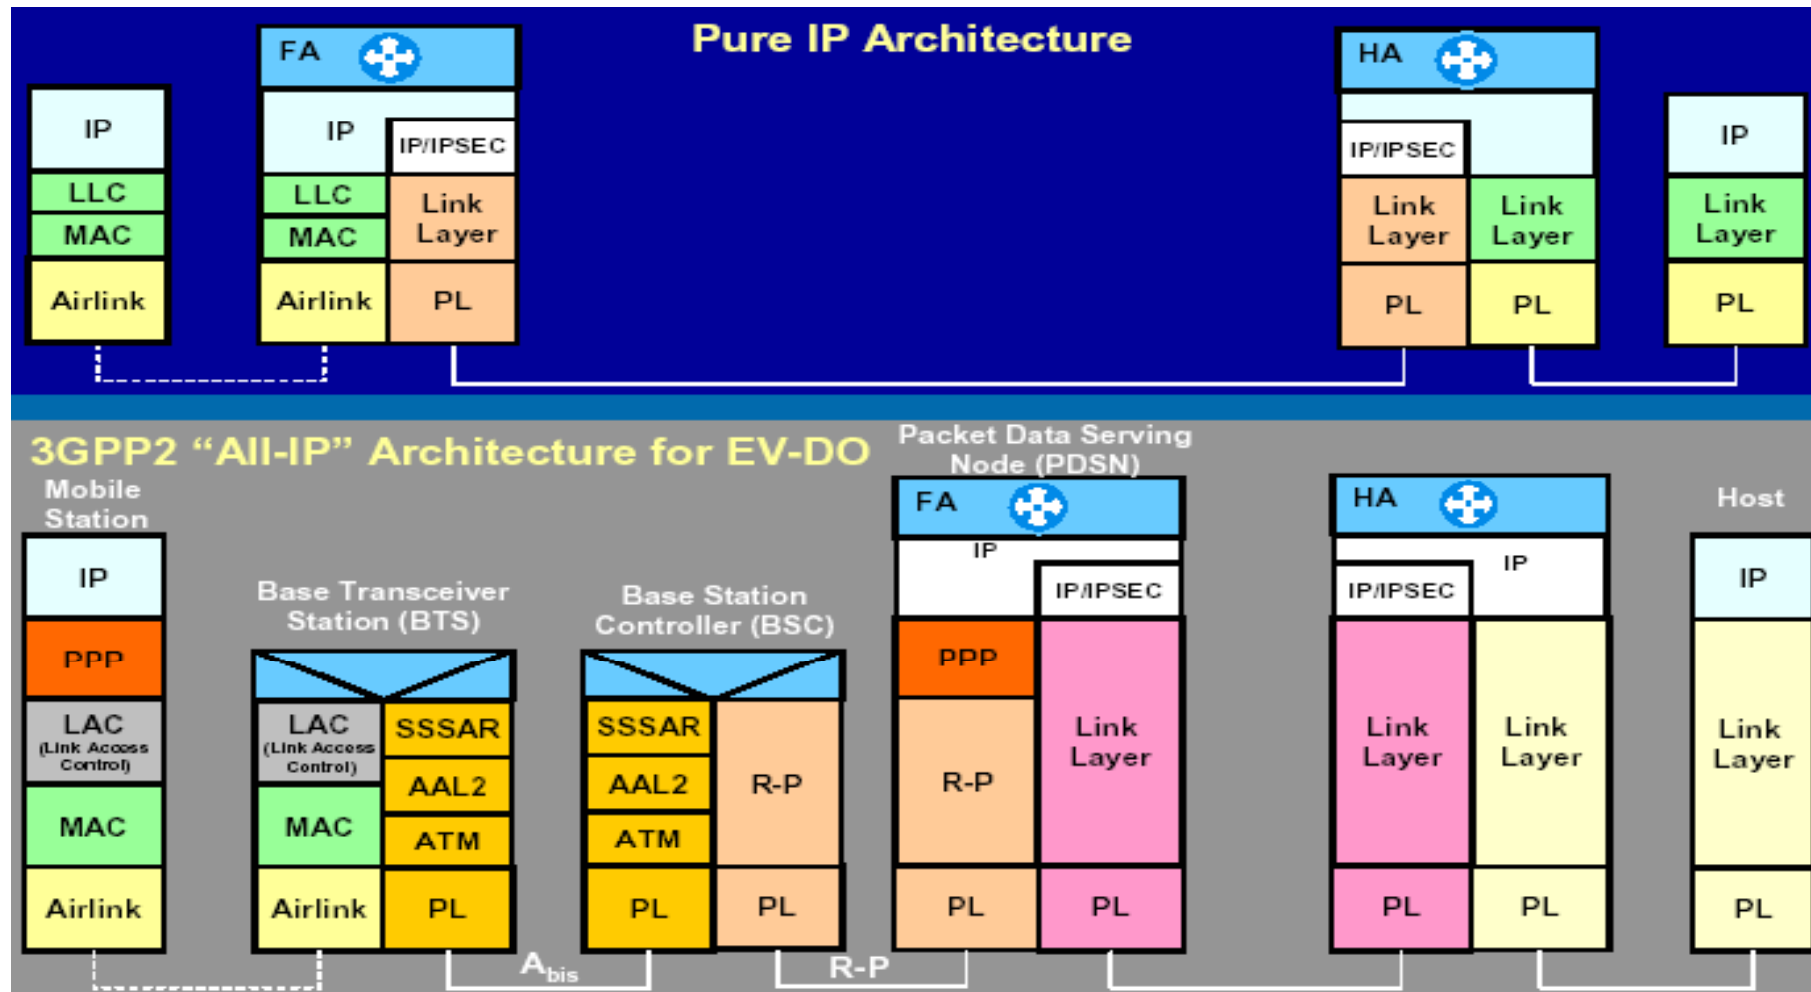 Pure IP Architecture
FA
HA
IP
LLC
MAC
Airlink
IP
IP/IPSEC
LLC
MAC
Link
Layer
Airlink
PL
IP/IPSEC
Link
Layer
Link
Layer
PL
PL
IP
Link
Layer
PL
3GPP2 “All-IP” Architecture for EV-DO
Mobile
Station
IP
PPP
LAC
(Link Access
Control)
MAC
Airlink
Base Transceiver
Station (BTS)
LAC
(Link Access
Control)
MAC
Airlink
SSSAR
AAL2
ATM
PL
Abis
Base Station
Controller (BSC)
SSSAR
AAL2
ATM
PL
R-P
PL
R-P
Packet Data Serving
Node (PDSN)
FA
IP
IP/IPSEC
PPP
R-P
PL
Link
Layer
PL
HA
IP
IP/IPSEC
Link
Layer
PL
Link
Layer
PL
Host
IP
Link
Layer
PL